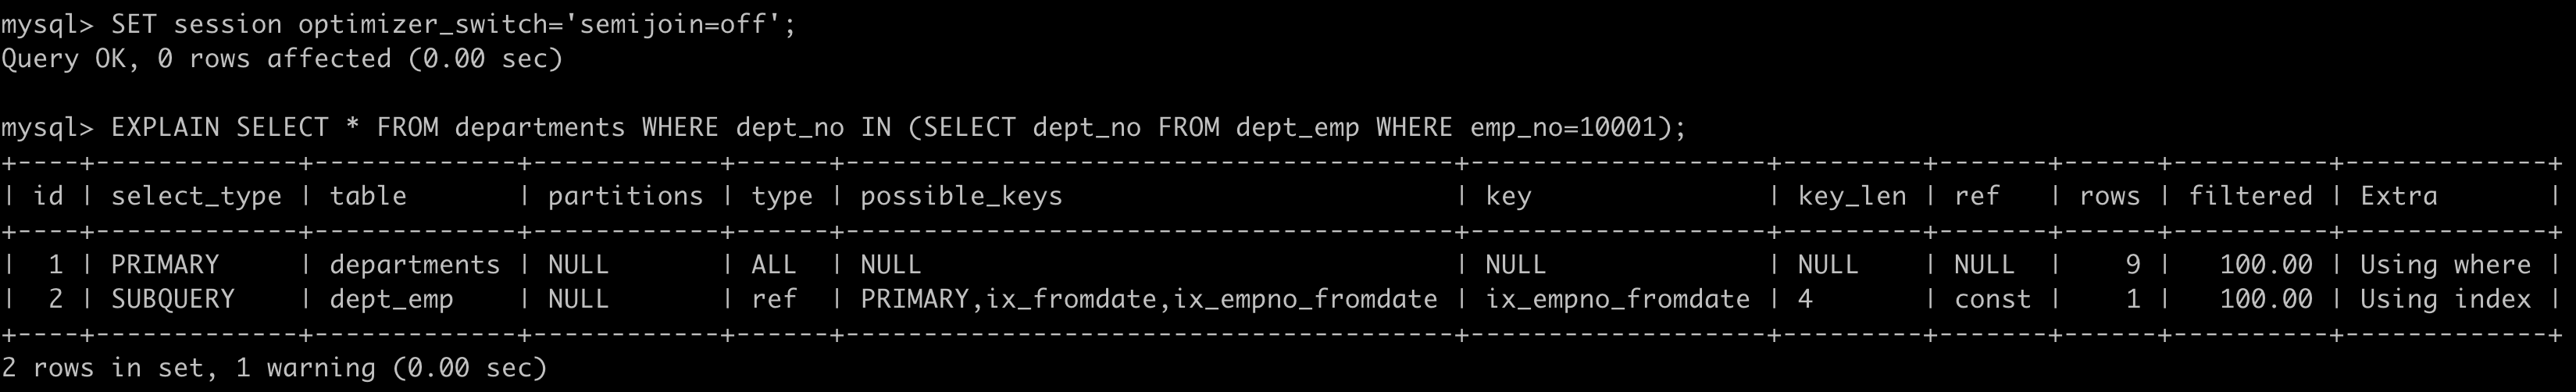 mysql> SET session optimizer_switch='semijoin=off';
Query OK, 0 rows affected (0.00 sec)

mysql> EXPLAIN SELECT * FROM departments WHERE dept_no IN (SELECT dept_no FROM dept_emp WHERE emp_no=10001);
+----+-------------+-------------+------------+------+---------------------------------------+-------------------+---------+-------+------+----------+-------------+
| id | select_type | table       | partitions | type | possible_keys                         | key               | key_len | ref   | rows | filtered | Extra       |
+----+-------------+-------------+------------+------+---------------------------------------+-------------------+---------+-------+------+----------+-------------+
|  1 | PRIMARY     | departments | NULL       | ALL  | NULL                                  | NULL              | NULL    | NULL  |    9 |   100.00 | Using where |
|  2 | SUBQUERY    | dept_emp    | NULL       | ref  | PRIMARY,ix_fromdate,ix_empno_fromdate | ix_empno_fromdate | 4       | const |    1 |   100.00 | Using index |
+----+-------------+-------------+------------+------+---------------------------------------+-------------------+---------+-------+------+----------+-------------+
2 rows in set, 1 warning (0.00 sec)